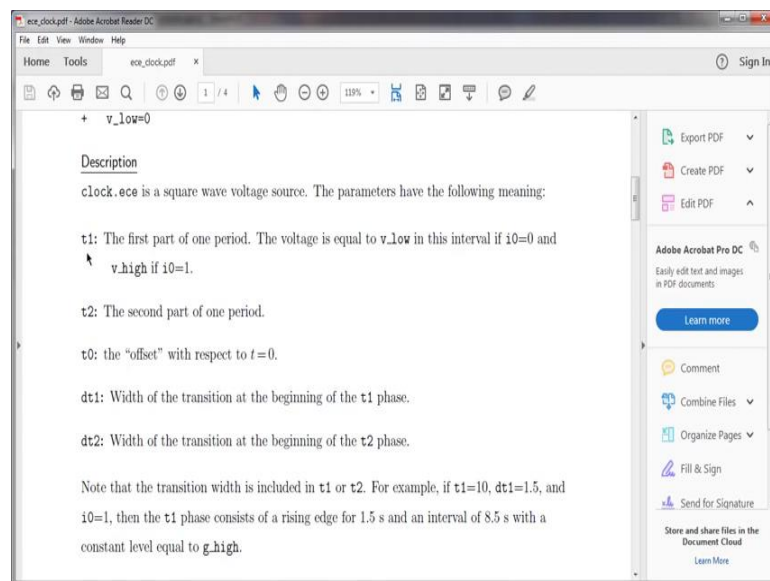 ece_clock.pdf - Adobe Acrobat Reader DC
File Edit View Window Help
Home Tools ece_clock.pdf x Sign In
1 / 4 119%
+ v_low=0
Description
clock.ece is a square wave voltage source. The parameters have the following meaning:
t1: The first part of one period. The voltage is equal to v_low in this interval if i0=0 and
v_high if i0=1.
t2: The second part of one period.
t0: the “offset” with respect to t = 0.
dt1: Width of the transition at the beginning of the t1 phase.
dt2: Width of the transition at the beginning of the t2 phase.
Note that the transition width is included in t1 or t2. For example, if t1=10, dt1=1.5, and
i0=1, then the t1 phase consists of a rising edge for 1.5 s and an interval of 8.5 s with a
constant level equal to g_high.
Export PDF
Create PDF
Edit PDF
Adobe Acrobat Pro DC
Easily edit text and images
in PDF documents
Learn more
Comment
Combine Files
Organize Pages
Fill & Sign
Send for Signature
Store and share files in the
Document Cloud
Learn More